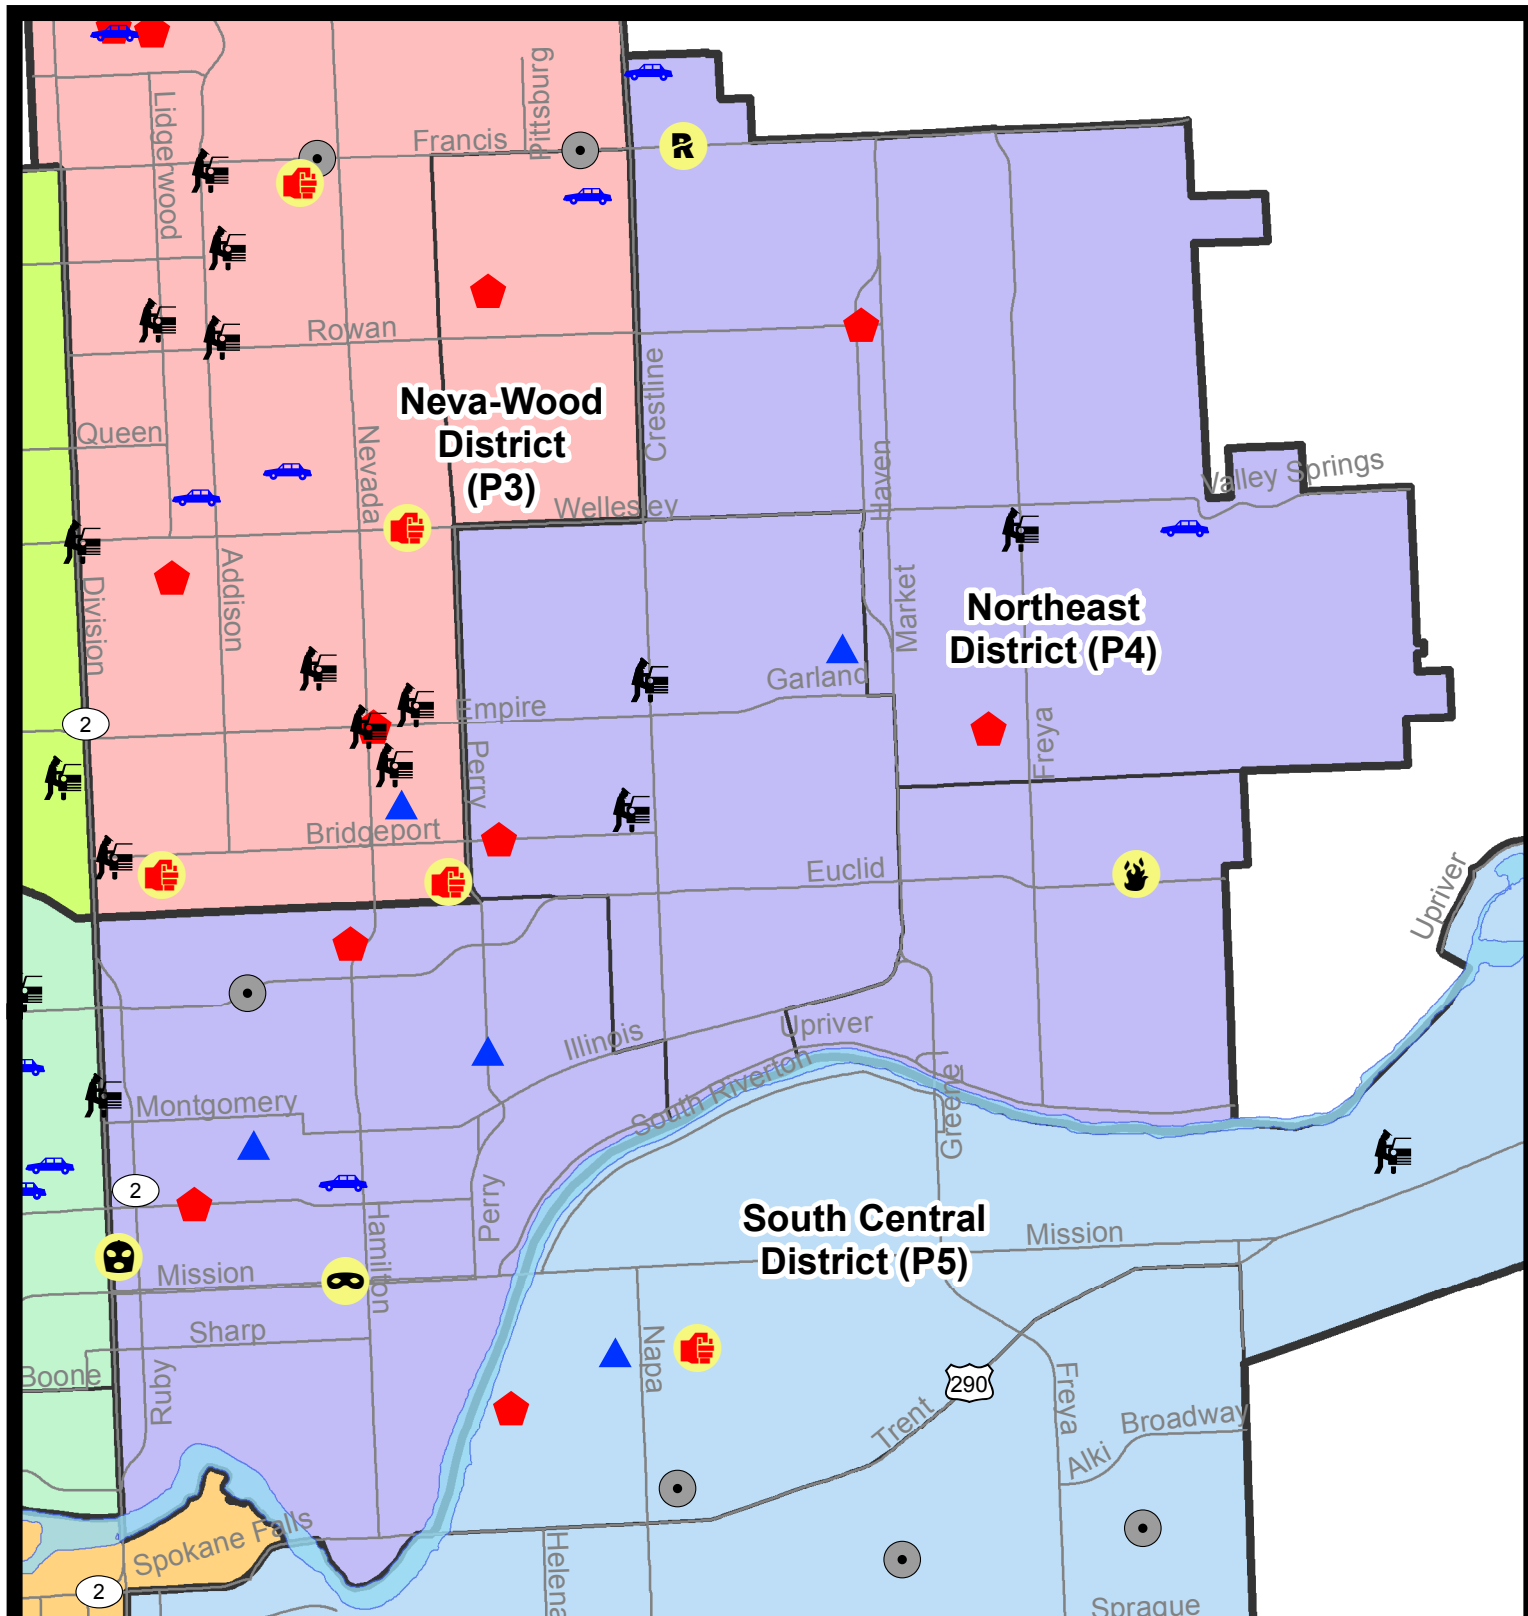 Pittsburg
Francis
Lidgerwood
R
Rowan
Crestline
Neva-Wood
District
(P3)
Queen
Nevada
Haven
Valley Springs
Wellesley
Addison
Division
Market
Northeast
District (P4)
Garland
Empire
2
Freya
Perry
Bridgeport
Euclid
Upriver
Illinois
Upriver
South Riverton
Greene
Montgomery
2
Perry
Hamilton
South Central
District (P5)
Mission
Mission
Sharp
Napa
Boone
Ruby
290
Freya
Trent
Broadway
Alki
Spokane Falls
Helena
2
Sprague